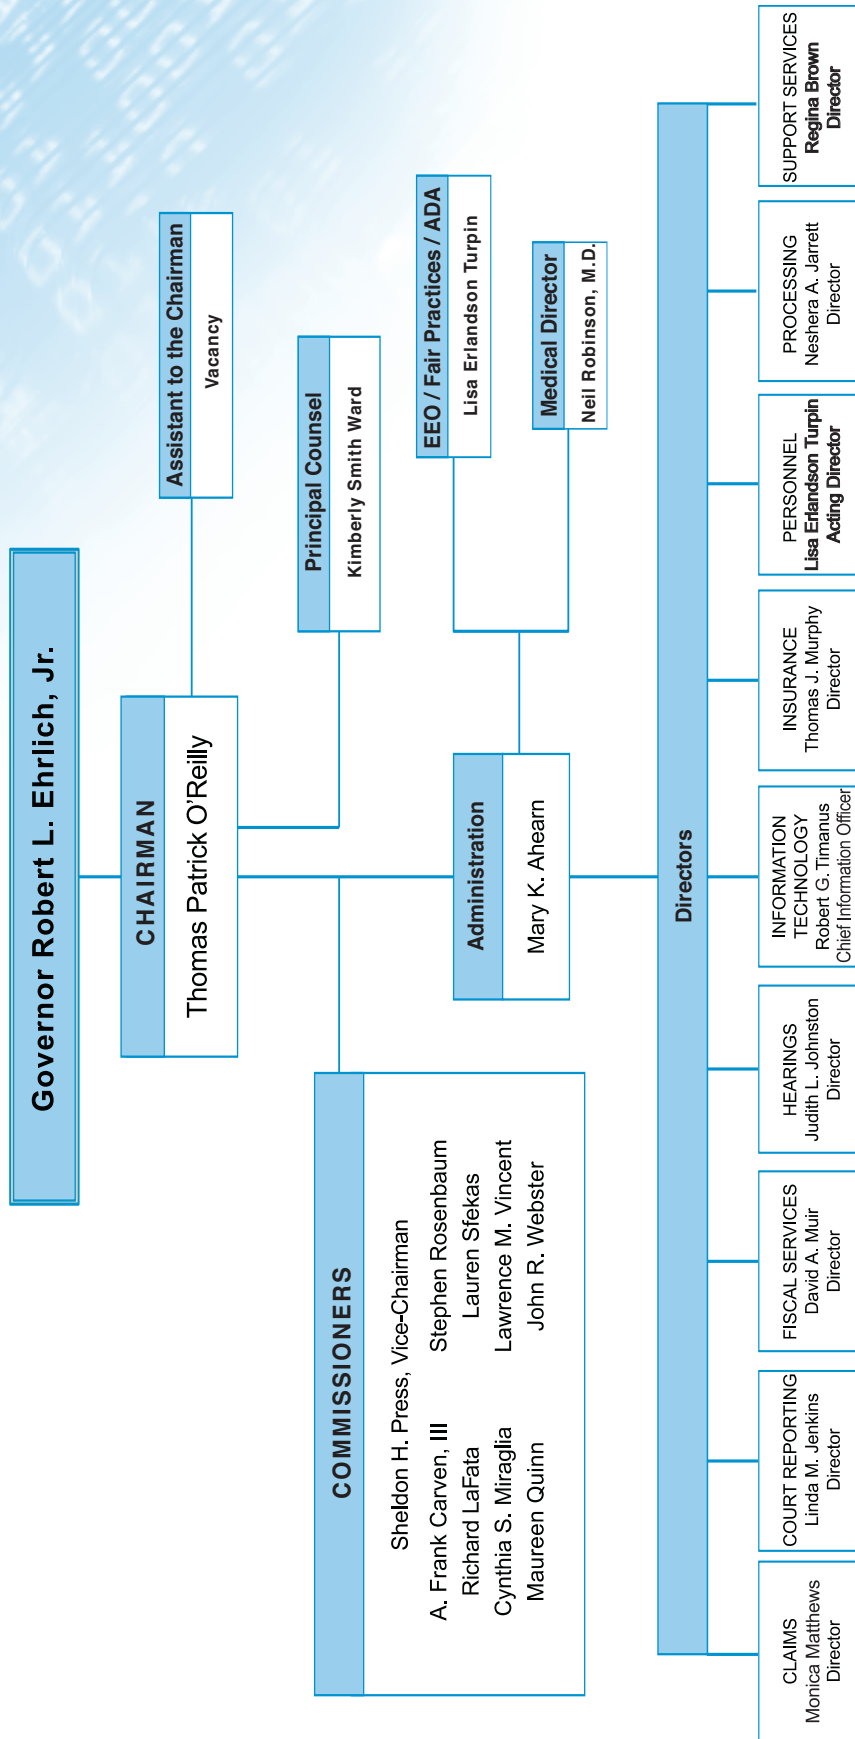 Governor Robert L. Ehrlich, Jr.
CHAIRMAN
Thomas Patrick O'Reilly
Assistant to the Chairman
Vacancy
Principal Counsel
Kimberly Smith Ward
COMMISSIONERS
Sheldon H. Press, Vice-Chairman
A. Frank Carven, III
Stephen Rosenbaum
Richard LaFata
Lauren Sfekas
Cynthia S. Miraglia
Lawrence M. Vincent
Maureen Quinn
John R. Webster
Administration
Mary K. Ahearn
EEO / Fair Practices / ADA
Lisa Erlandson Turpin
Medical Director
Neil Robinson, M.D.
Directors
CLAIMS
Monica Matthews
Director
COURT REPORTING
Linda M. Jenkins
Director
FISCAL SERVICES
David A. Muir
Director
HEARINGS
Judith L. Johnston
Director
INFORMATION
TECHNOLOGY
Robert G. Timanus
Chief Information Officer
INSURANCE
Thomas J. Murphy
Director
PERSONNEL
Lisa Erlandson Turpin
Acting Director
PROCESSING
Neshera A. Jarrett
Director
SUPPORT SERVICES
Regina Brown
Director